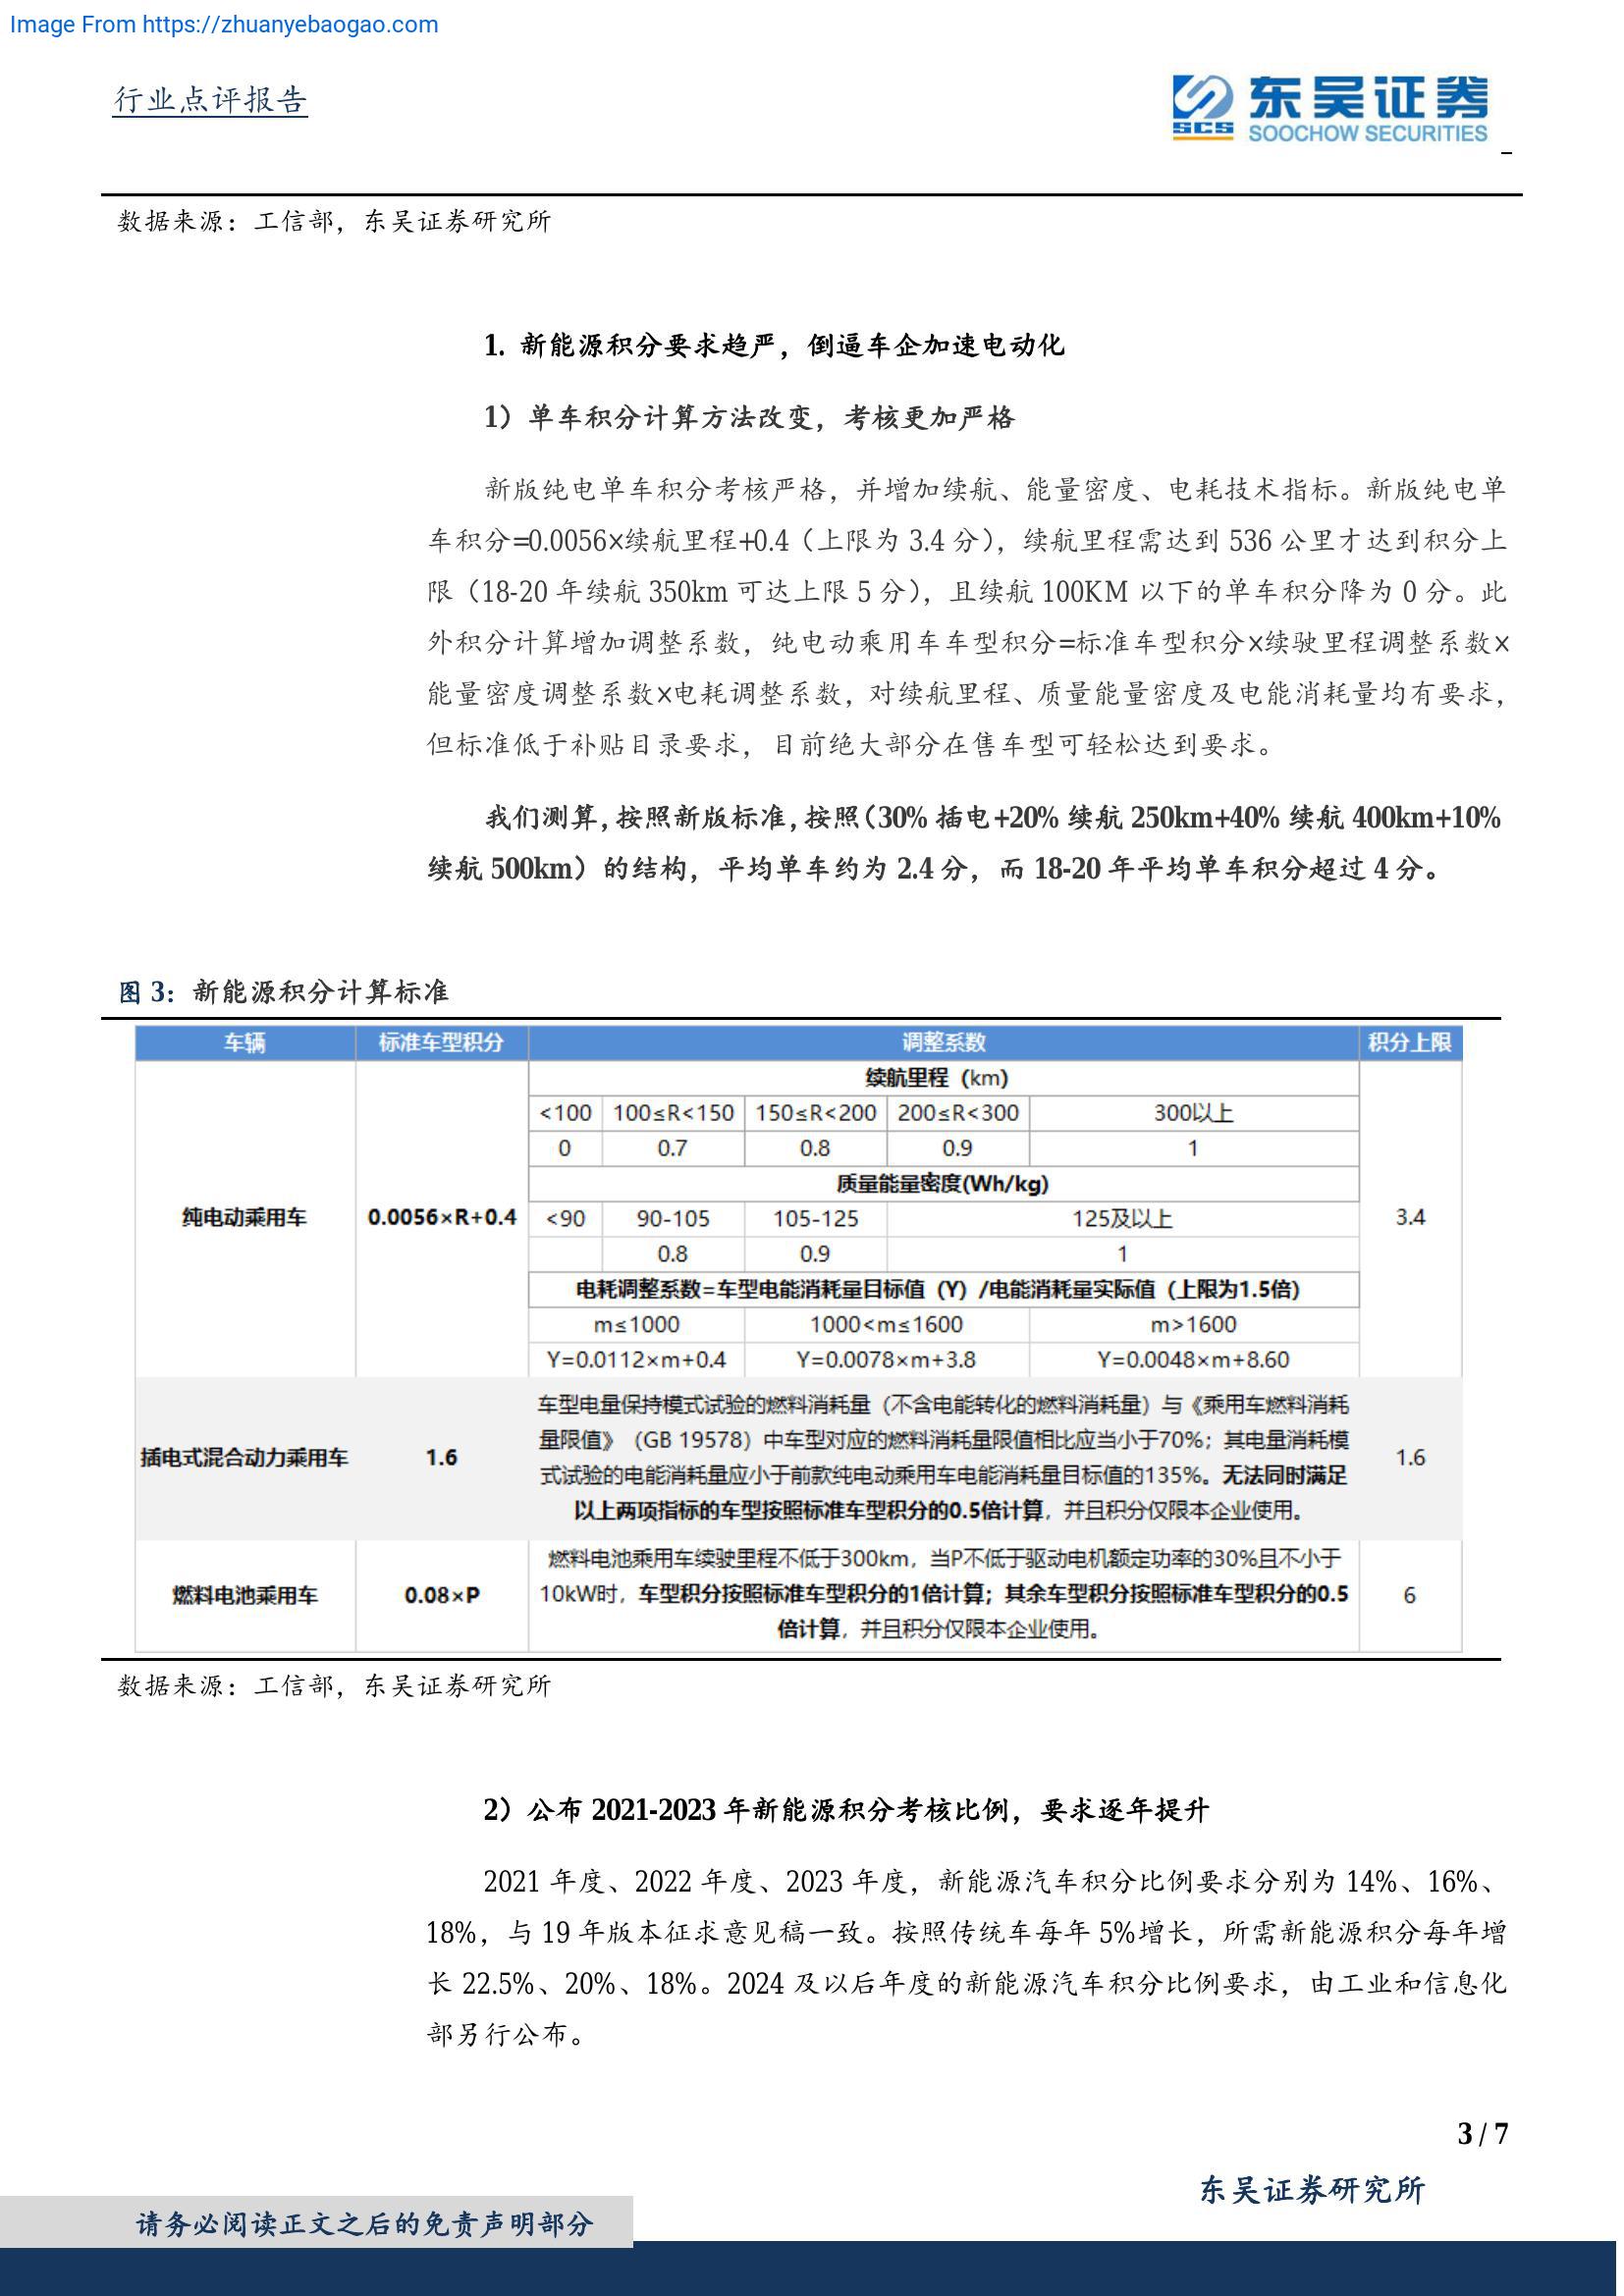 Image From https://zhuanyebaogao.com
行业点评报告
SCS
东吴证券
SOOCHOW SECURITIES
数据来源：工信部，东吴证券研究所
1. 新能源积分要求趋严，倒逼车企加速电动化
1）单车积分计算方法改变，考核更加严格
新版纯电单车积分考核严格，并增加续航、能量密度、电耗技术指标。新版纯电单
车积分=0.0056×续航里程+0.4（上限为 3.4 分），续航里程需达到 536 公里才达到积分上
限（18-20 年续航 350km 可达上限 5 分），且续航 100KM 以下的单车积分降为 0 分。此
外积分计算增加调整系数，纯电动乘用车车型积分=标准车型积分×续驶里程调整系数×
能量密度调整系数×电耗调整系数，对续航里程、质量能量密度及电能消耗量均有要求，
但标准低于补贴目录要求，目前绝大部分在售车型可轻松达到要求。
我们测算，按照新版标准，按照（30% 插电+20% 续航 250km+40% 续航 400km+10%
续航 500km）的结构，平均单车约为 2.4 分，而 18-20 年平均单车积分超过 4 分。
图 3：新能源积分计算标准
车辆 标准车型积分 调整系数 积分上限
续航里程（km）
<100 100≤R<150 150≤R<200 200≤R<300 300以上
0 0.7 0.8 0.9 1
质量能量密度(Wh/kg)
纯电动乘用车 0.0056×R+0.4 <90 90-105 105-125 125及以上 3.4
0.8 0.9 1
电耗调整系数=车型电能消耗量目标值（Y）/电能消耗量实际值（上限为1.5倍）
m≤1000 1000<m≤1600 m>1600
Y=0.0112×m+0.4 Y=0.0078×m+3.8 Y=0.0048×m+8.60
车型电量保持模式试验的燃料消耗量（不含电能转化的燃料消耗量）与《乘用车燃料消耗
量限值》（GB 19578）中车型对应的燃料消耗量限值相比应当小于70%；其电量消耗模
插电式混合动力乘用车 1.6 式试验的电能消耗量应小于前款纯电动乘用车电能消耗量目标值的135%。无法同时满足 1.6
以上两项指标的车型按照标准车型积分的0.5倍计算，并且积分仅限本企业使用。
燃料电池乘用车续驶里程不低于300km，当P不低于驱动电机额定功率的30%且不小于
燃料电池乘用车 0.08×P 10kW时，车型积分按照标准车型积分的1倍计算；其余车型积分按照标准车型积分的0.5 6
倍计算，并且积分仅限本企业使用。
数据来源：工信部，东吴证券研究所
2）公布 2021-2023 年新能源积分考核比例，要求逐年提升
2021 年度、2022 年度、2023 年度，新能源汽车积分比例要求分别为 14%、16%、
18%，与 19 年版本征求意见稿一致。按照传统车每年 5%增长，所需新能源积分每年增
长 22.5%、20%、18%。2024 及以后年度的新能源汽车积分比例要求，由工业和信息化
部另行公布。
3 / 7
东吴证券研究所
请务必阅读正文之后的免责声明部分